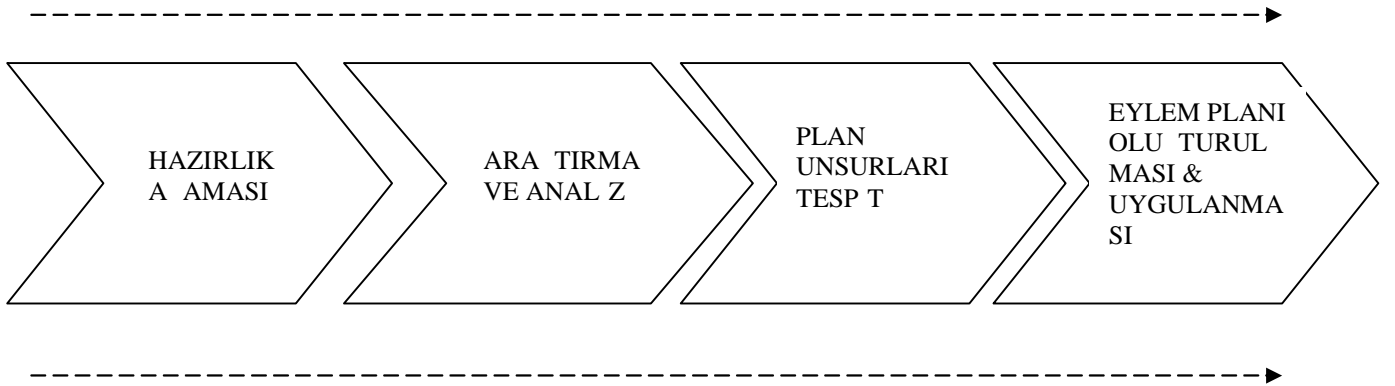 HAZIRLIK
A AMASI
ARA TIRMA
VE ANAL Z
PLAN
UNSURLARI
TESP T
EYLEM PLANI
OLU TURUL
MASI &
UYGULANMA
SI